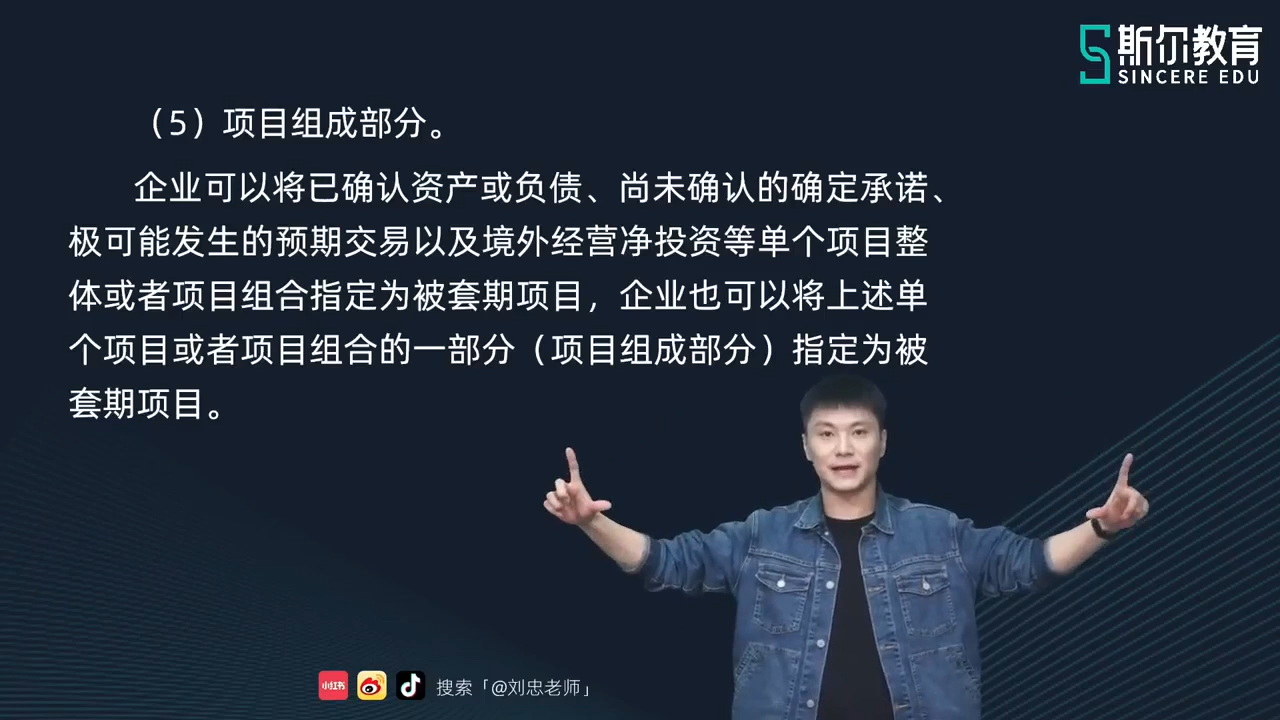 斯尔教育
SINCERE EDU
（5）项目组成部分。
企业可以将已确认资产或负债、尚未确认的确定承诺、
极可能发生的预期交易以及境外经营净投资等单个项目整
体或者项目组合指定为被套期项目，企业也可以将上述单
个项目或者项目组合的一部分（项目组成部分）指定为被
套期项目。
小红书
搜索「@刘忠老师」